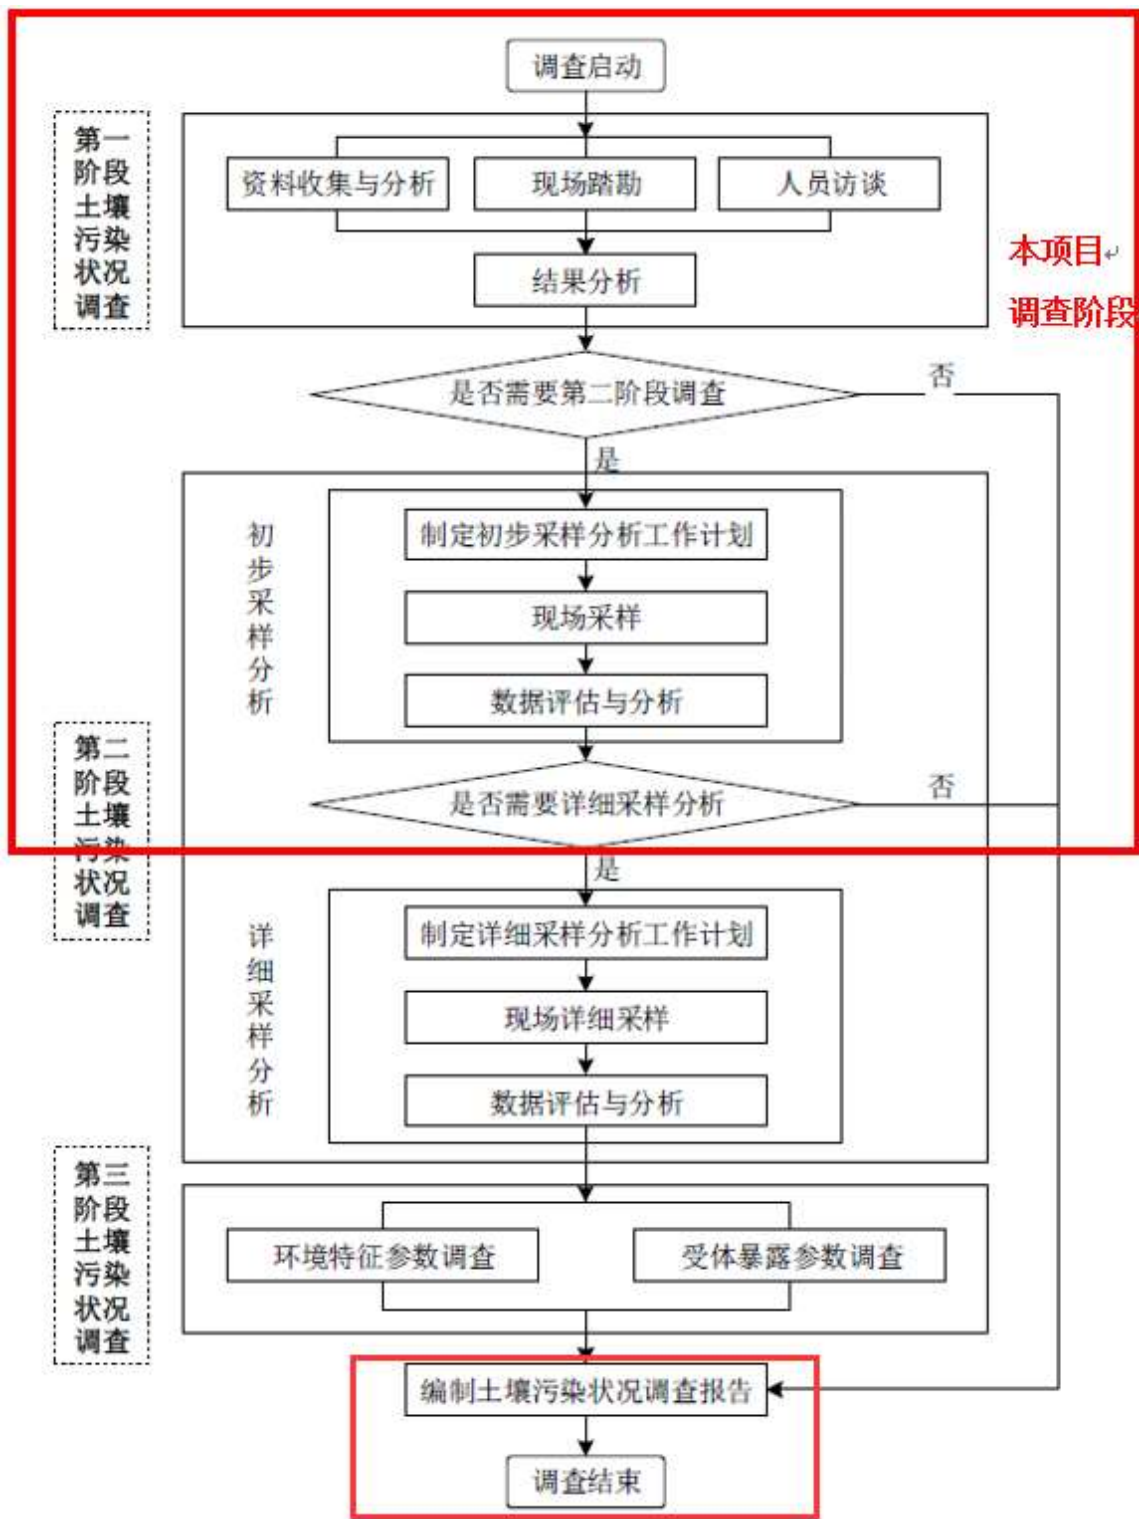 调查启动
第一
阶段
土壤
污染
状况
调查
资料收集与分析
现场踏勘
人员访谈
结果分析
本项目
调查阶段
是否需要第二阶段调查
否
是
初
步
采
样
分
析
制定初步采样分析工作计划
现场采样
数据评估与分析
第二
阶段
土壤
污染
状况
调查
是否需要详细采样分析
否
是
详
细
采
样
分
析
制定详细采样分析工作计划
现场详细采样
数据评估与分析
第三
阶段
土壤
污染
状况
调查
环境特征参数调查
受体暴露参数调查
编制土壤污染状况调查报告
调查结束